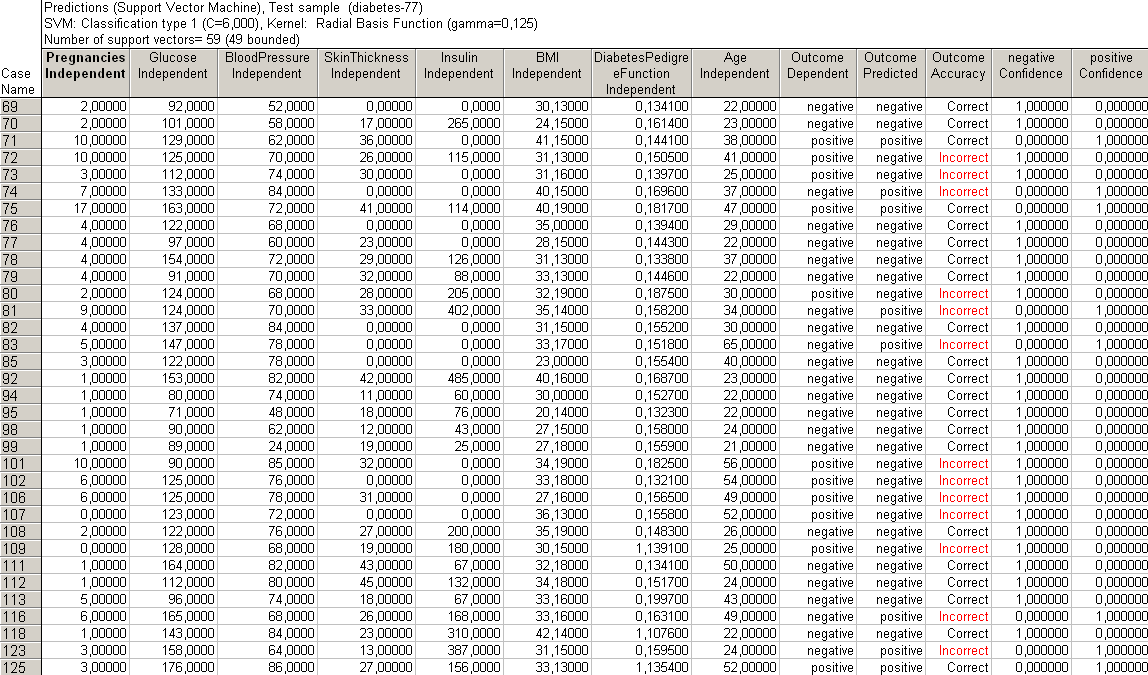 Predictions (Support Vector Machine), Test sample (diabetes-77)
SVM: Classification type 1 (C=6,000), Kernel: Radial Basis Function (gamma=0,125)
Number of support vectors= 59 (49 bounded)
Case Name Pregnancies Independent Glucose Independent BloodPressure Independent SkinThickness Independent Insulin Independent BMI Independent DiabetesPedigreeFunction Independent Age Independent Outcome Dependent Outcome Predicted Outcome Accuracy negative Confidence positive Confidence
69 2,00000 92,0000 52,0000 0,00000 0,0000 30,13000 0,134100 22,00000 negative negative Correct 1,000000 0,000000
70 2,00000 101,0000 58,0000 17,00000 265,0000 24,15000 0,161400 23,00000 negative negative Correct 1,000000 0,000000
71 10,00000 129,0000 62,0000 36,00000 0,0000 41,15000 0,144100 38,00000 positive positive Correct 0,000000 1,000000
72 10,00000 125,0000 70,0000 26,00000 115,0000 31,13000 0,150500 41,00000 positive negative Incorrect 1,000000 0,000000
73 3,00000 112,0000 74,0000 30,00000 0,0000 31,16000 0,139700 25,00000 positive negative Incorrect 1,000000 0,000000
74 7,00000 133,0000 84,0000 0,00000 0,0000 40,15000 0,169600 37,00000 negative positive Incorrect 0,000000 1,000000
75 17,00000 163,0000 72,0000 41,00000 114,0000 40,19000 0,181700 47,00000 positive positive Correct 0,000000 1,000000
76 4,00000 122,0000 68,0000 0,00000 0,0000 35,00000 0,139400 29,00000 negative negative Correct 1,000000 0,000000
77 4,00000 97,0000 60,0000 23,00000 0,0000 28,15000 0,144300 22,00000 negative negative Correct 1,000000 0,000000
78 4,00000 154,0000 72,0000 29,00000 126,0000 31,13000 0,133800 37,00000 negative negative Correct 1,000000 0,000000
79 4,00000 91,0000 70,0000 32,00000 88,0000 33,13000 0,144600 22,00000 negative negative Correct 1,000000 0,000000
80 2,00000 124,0000 68,0000 28,00000 205,0000 32,19000 0,187500 30,00000 positive negative Incorrect 1,000000 0,000000
81 9,00000 124,0000 70,0000 33,00000 402,0000 35,14000 0,158200 34,00000 negative positive Incorrect 0,000000 1,000000
82 4,00000 137,0000 84,0000 0,00000 0,0000 31,15000 0,155200 30,00000 negative negative Correct 1,000000 0,000000
83 5,00000 147,0000 78,0000 0,00000 0,0000 33,17000 0,151800 65,00000 negative positive Incorrect 0,000000 1,000000
85 3,00000 122,0000 78,0000 0,00000 0,0000 23,00000 0,155400 40,00000 negative negative Correct 1,000000 0,000000
92 1,00000 153,0000 82,0000 42,00000 485,0000 40,16000 0,168700 23,00000 negative negative Correct 1,000000 0,000000
94 1,00000 80,0000 74,0000 11,00000 60,0000 30,00000 0,152700 22,00000 negative negative Correct 1,000000 0,000000
95 1,00000 71,0000 48,0000 18,00000 76,0000 20,14000 0,132300 22,00000 negative negative Correct 1,000000 0,000000
98 1,00000 90,0000 62,0000 12,00000 43,0000 27,15000 0,158000 24,00000 negative negative Correct 1,000000 0,000000
99 1,00000 89,0000 24,0000 19,00000 25,0000 27,18000 0,155900 21,00000 negative negative Correct 1,000000 0,000000
101 10,00000 90,0000 85,0000 32,00000 0,0000 34,19000 0,182500 56,00000 positive negative Incorrect 1,000000 0,000000
102 6,00000 125,0000 76,0000 0,00000 0,0000 33,18000 0,132100 54,00000 positive negative Incorrect 1,000000 0,000000
106 6,00000 125,0000 78,0000 31,00000 0,0000 27,16000 0,156500 49,00000 positive negative Incorrect 1,000000 0,000000
107 0,00000 123,0000 72,0000 0,00000 0,0000 36,13000 0,155800 52,00000 positive negative Incorrect 1,000000 0,000000
108 2,00000 122,0000 76,0000 27,00000 200,0000 35,19000 0,148300 26,00000 negative negative Correct 1,000000 0,000000
109 0,00000 128,0000 68,0000 19,00000 180,0000 30,15000 1,139100 25,00000 positive negative Incorrect 1,000000 0,000000
111 1,00000 164,0000 82,0000 43,00000 67,0000 32,18000 0,134100 50,00000 negative negative Correct 1,000000 0,000000
112 1,00000 112,0000 80,0000 45,00000 132,0000 34,18000 0,151700 24,00000 negative negative Correct 1,000000 0,000000
113 5,00000 96,0000 74,0000 18,00000 67,0000 33,16000 0,199700 43,00000 negative negative Correct 1,000000 0,000000
116 6,00000 165,0000 68,0000 26,00000 168,0000 33,16000 0,163100 49,00000 negative positive Incorrect 0,000000 1,000000
118 1,00000 143,0000 84,0000 23,00000 310,0000 42,14000 1,107600 22,00000 negative negative Correct 1,000000 0,000000
123 3,00000 158,0000 64,0000 13,00000 387,0000 31,15000 0,159500 24,00000 negative positive Incorrect 0,000000 1,000000
125 3,00000 176,0000 86,0000 27,00000 156,0000 33,13000 1,135400 52,00000 positive positive Correct 0,000000 1,000000